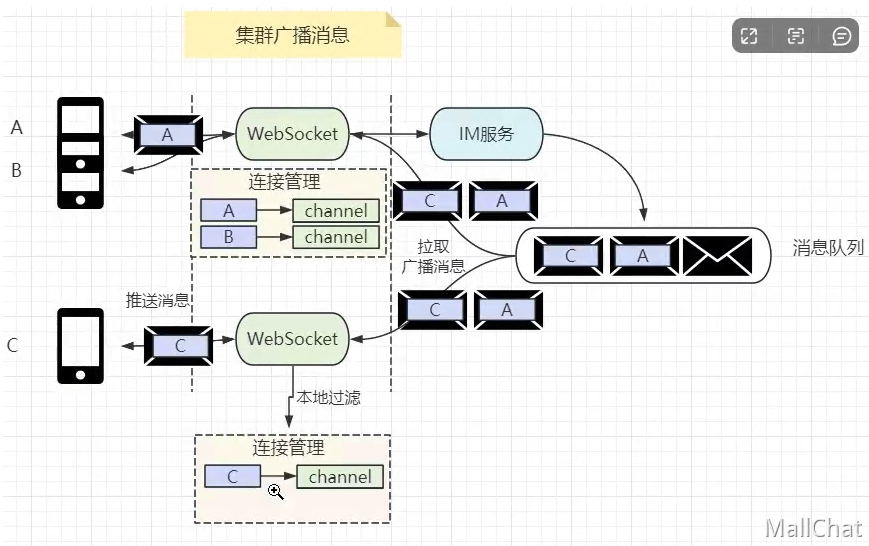 集群广播消息
A
B
A
WebSocket
IM服务
连接管理
A
channel
B
channel
C
A
拉取
广播消息
C
A
消息队列
推送消息
C
A
C
C
WebSocket
本地过滤
连接管理
C
channel
MallChat